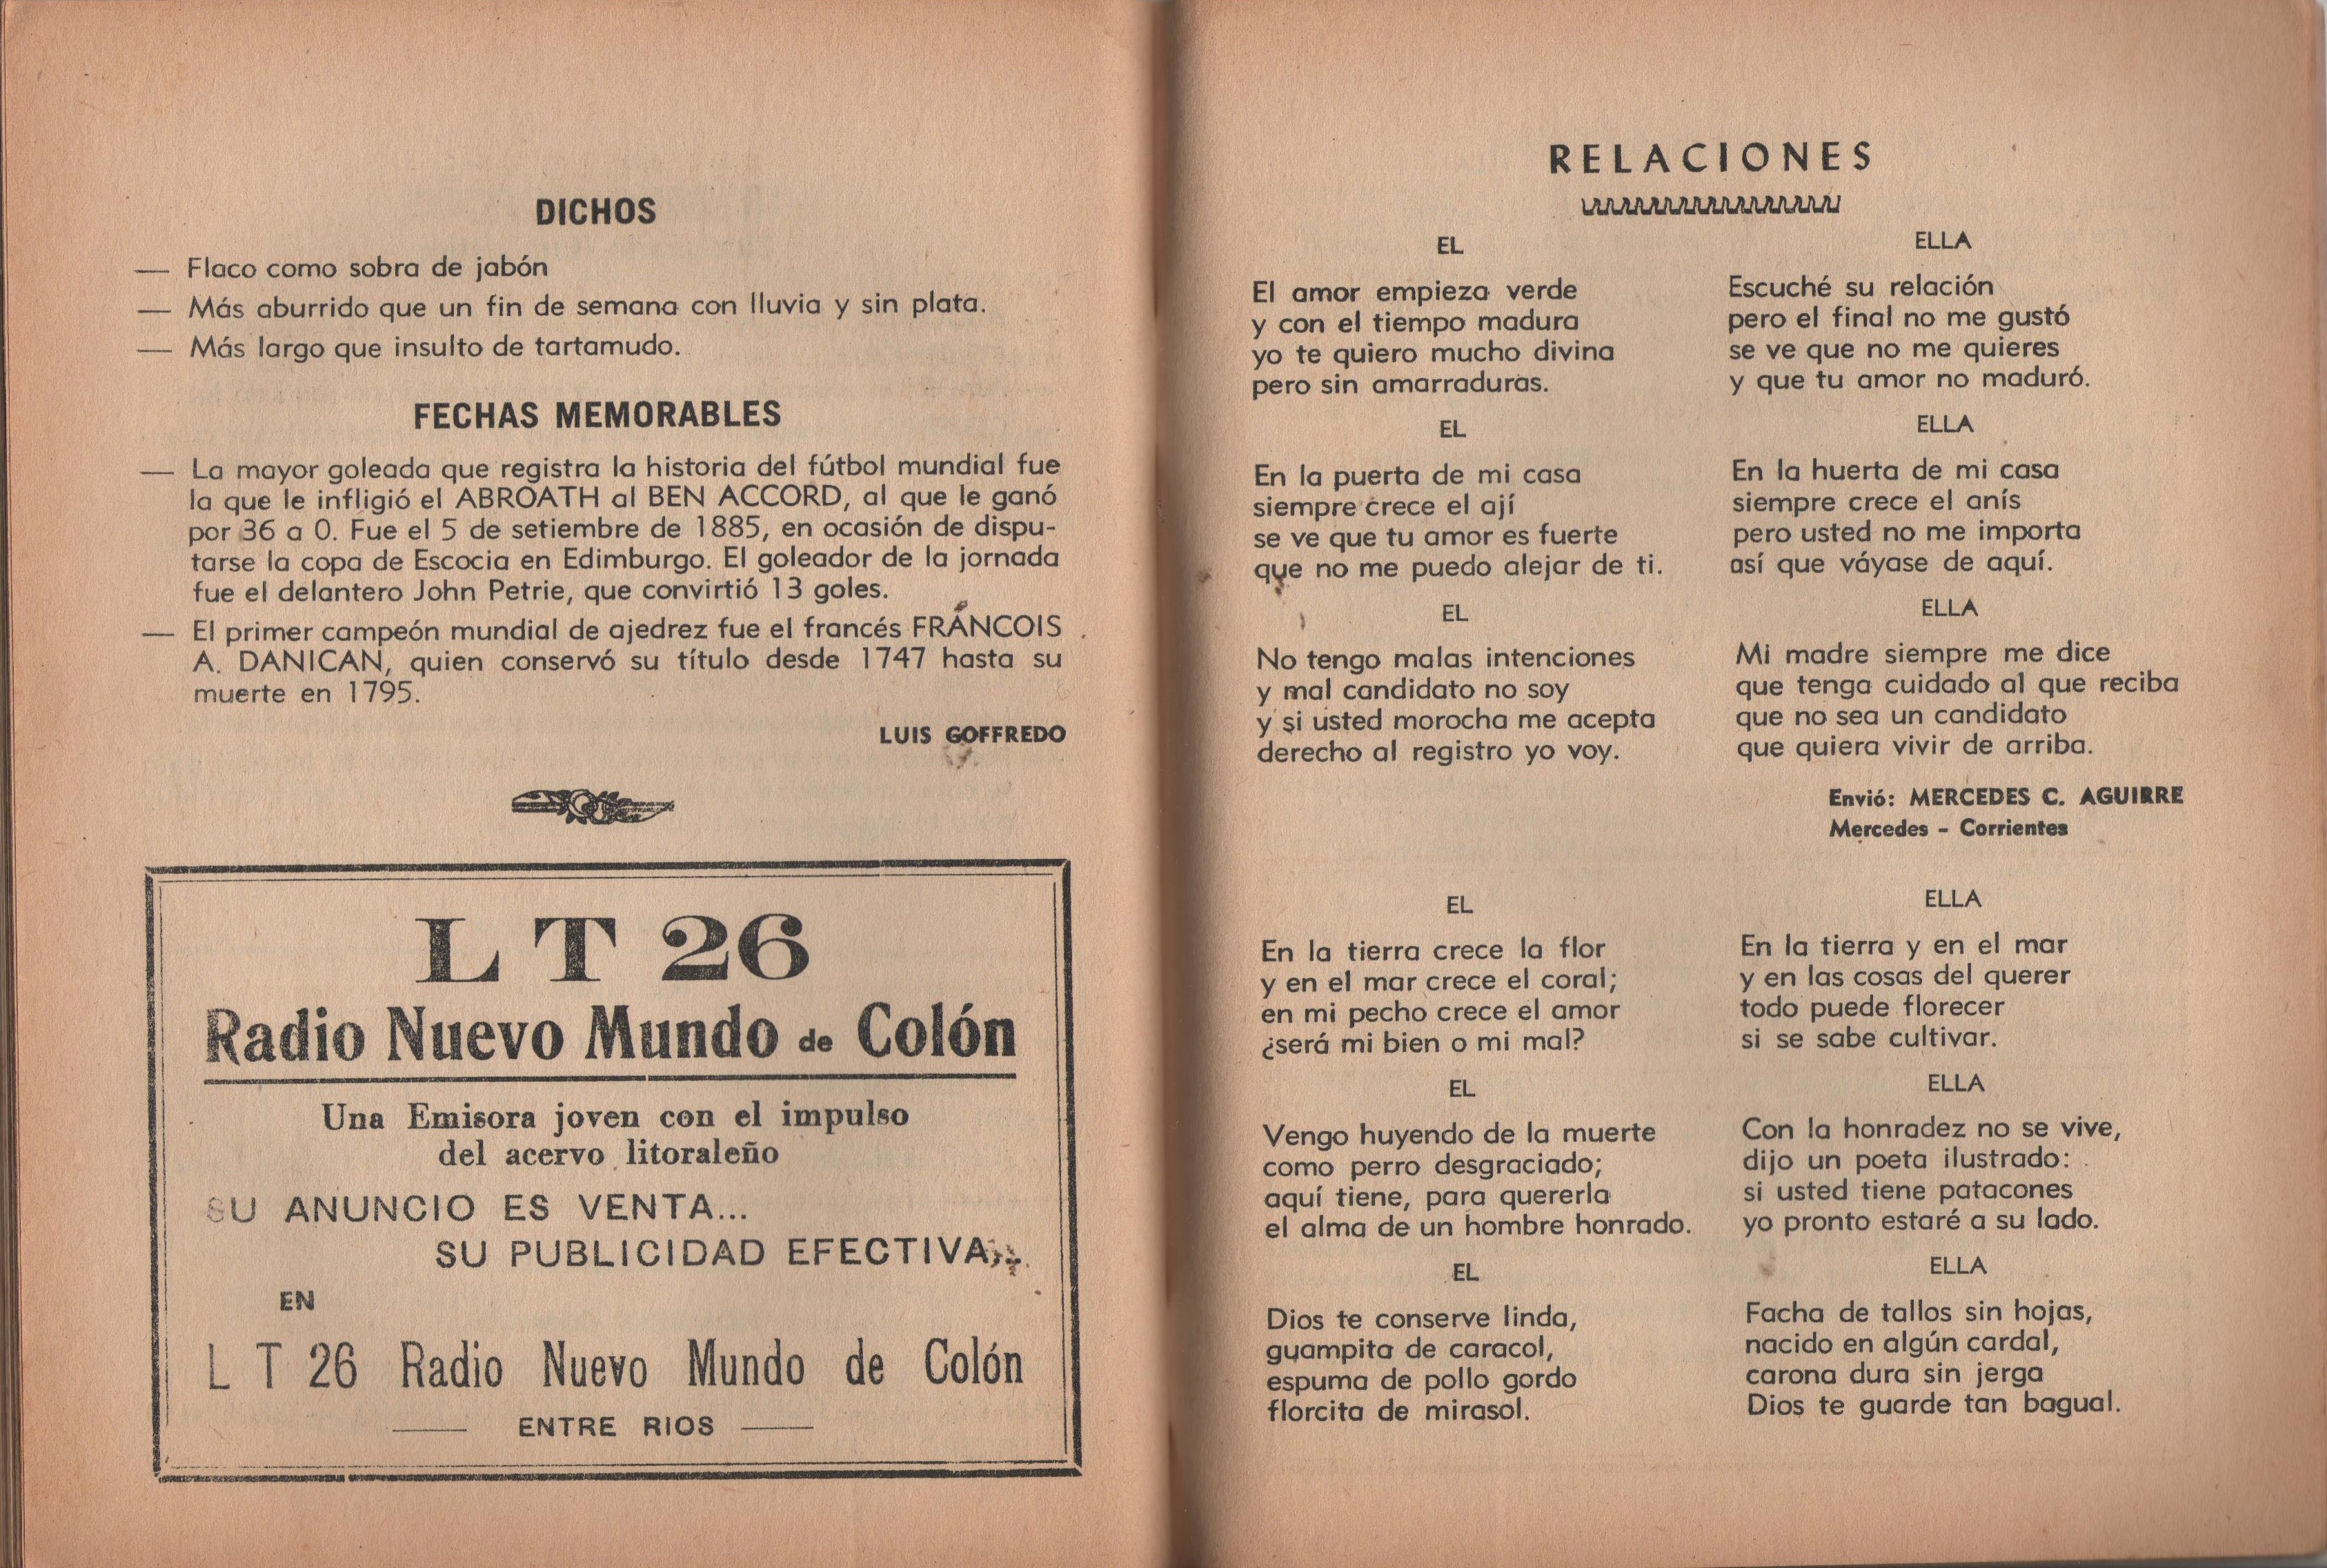 DICHOS
— Flaco como sobra de jabón
— Más aburrido que un fin de semana con lluvia y sin plata.
— Más largo que insulto de tartamudo.
FECHAS MEMORABLES
— La mayor goleada que registra la historia del fútbol mundial fue
la que le infligió el ABROATH al BEN ACCORD, al que le ganó
por 36 a 0. Fue el 5 de setiembre de 1885, en ocasión de dispu-
tarse la copa de Escocia en Edimburgo. El goleador de la jornada
fue el delantero John Petrie, que convirtió 13 goles.
— El primer campeón mundial de ajedrez fue el francés FRANCOIS
A. DANICAN, quien conservó su título desde 1747 hasta su
muerte en 1795.
LUIS GOFFREDO
L T 26
Radio Nuevo Mundo de Colón
Una Emisora joven con el impulso
del acervo litoraleño
SU ANUNCIO ES VENTA...
SU PUBLICIDAD EFECTIVA...
EN
L T 26 Radio Nuevo Mundo de Colón
ENTRE RIOS
RELACIONES
EL
El amor empieza verde
y con el tiempo madura
yo te quiero mucho divina
pero sin amarraduras.
ELLA
Escuché su relación
pero el final no me gustó
se ve que no me quieres
y que tu amor no maduró.
EL
En la puerta de mi casa
siempre crece el ají
se ve que tu amor es fuerte
que no me puedo alejar de ti.
ELLA
En la huerta de mi casa
siempre crece el anís
pero usted no me importa
así que váyase de aquí.
EL
No tengo malas intenciones
y mal candidato no soy
y si usted morocha me acepta
derecho al registro yo voy.
ELLA
Mi madre siempre me dice
que tenga cuidado al que reciba
que no sea un candidato
que quiera vivir de arriba.
Envió: MERCEDES C. AGUIRRE
Mercedes - Corrientes
EL
En la tierra crece la flor
y en el mar crece el coral;
en mi pecho crece el amor
¿será mi bien o mi mal?
ELLA
En la tierra y en el mar
y en las cosas del querer
todo puede florecer
si se sabe cultivar.
EL
Vengo huyendo de la muerte
como perro desgraciado;
aquí tiene, para quererla
el alma de un hombre honrado.
ELLA
Con la honradez no se vive,
dijo un poeta ilustrado:
si usted tiene patacones
yo pronto estaré a su lado.
EL
Dios te conserve linda,
guampita de caracol,
espuma de pollo gordo
florcita de mirasol.
ELLA
Facha de tallos sin hojas,
nacido en algún cardal,
carona dura sin jerga
Dios te guarde tan bagual.